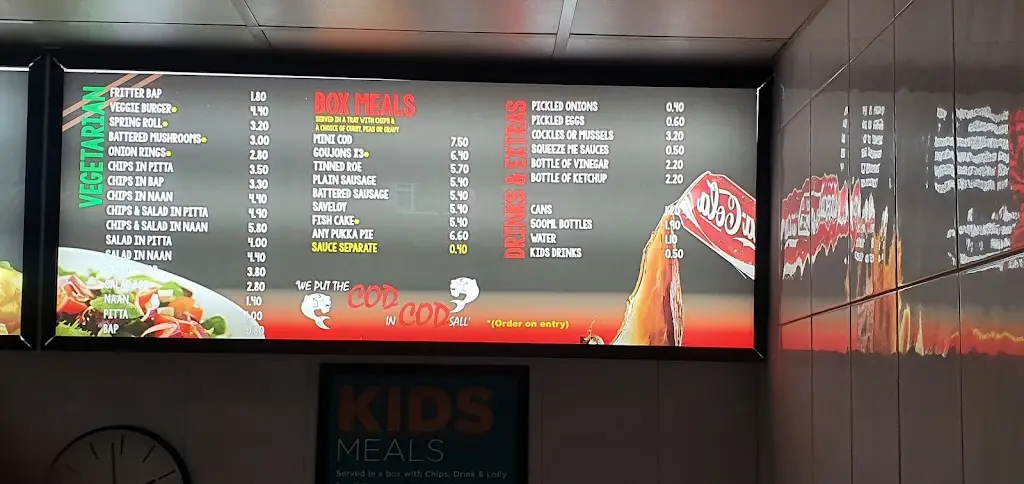 VEGETARIAN
FRITTER BAP 1.80
VEGGIE BURGER 4.40
SPRING ROLL 3.20
BATTERED MUSHROOMS 3.00
ONION RINGS 2.80
CHIPS IN PITTA 3.50
CHIPS IN BAP 3.30
CHIPS IN NAAN 4.40
CHIPS & SALAD IN PITTA 4.90
CHIPS & SALAD IN NAAN 5.80
SALAD IN PITTA 4.00
SALAD IN NAAN 4.40
3.80
2.80
NAAN 1.40
PITTA
BAP
BOX MEALS
SERVED IN A TRAY WITH CHIPS &
A CHOICE OF CURRY, PEAS OR GRAVY
MINI COD 7.50
GOUJONS X3 6.40
TINNED ROE 5.70
PLAIN SAUSAGE 5.40
BATTERED SAUSAGE 5.90
SAVELOY 5.40
FISH CAKE 5.40
ANY PUKKA PIE 6.60
SAUCE SEPARATE 0.40
'WE PUT THE
COD
IN COD SALL'
*(Order on entry)
DRINKS & EXTRAS
PICKLED ONIONS 0.40
PICKLED EGGS 0.60
COCKLES OR MUSSELS 3.20
SQUEEZE ME SAUCES 0.50
BOTTLE OF VINEGAR 2.20
BOTTLE OF KETCHUP 2.20
CANS
500ML BOTTLES
WATER
KIDS DRINKS 0.50
KIDS
MEALS
Served in a box with Chips, Drink & Lolly